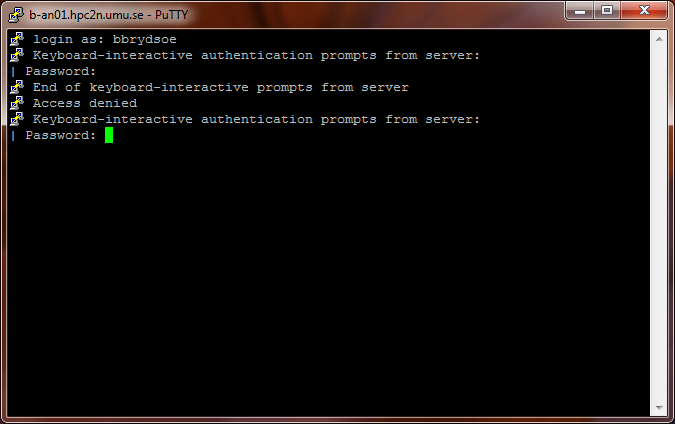 b-an01.hpc2n.umu.se - PuTTY
login as: bbrydsoe
Keyboard-interactive authentication prompts from server:
| Password:
End of keyboard-interactive prompts from server
Access denied
Keyboard-interactive authentication prompts from server:
| Password: